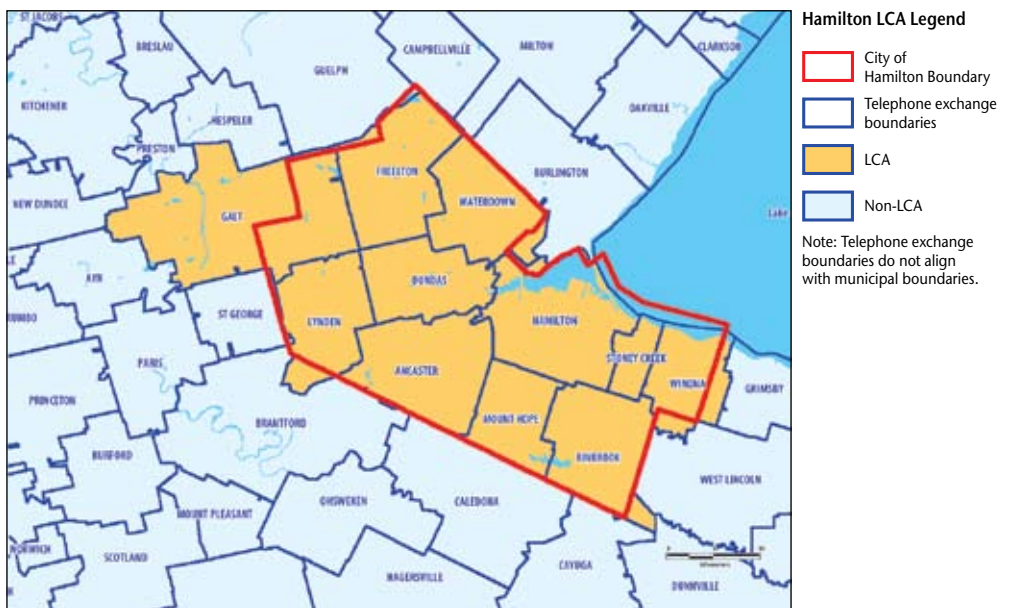 ST JACOBS
BRESLAU
GUELPH
CAMPBELLVILLE
MILTON
CLARKSON
KITCHENER
HESPELER
OAKVILLE
PRESTON
FREELTON
BURLINGTON
NEW DUNDEE
GALT
WATERDOWN
Lake
AYR
DUNDAS
ST GEORGE
LYNDEN
HAMILTON
PARIS
ANCASTER
STONEY CREEK
WINONA
GRIMSBY
PRINCETON
BRANTFORD
MOUNT HOPE
BURFORD
BINBROOK
WEST LINCOLN
OHSWEKEN
CALEDONIA
MOUNT PLEASANT
NORWICH
SCOTLAND
HAGERSVILLE
CAYUGA
DUNNVILLE
Hamilton LCA Legend
City of
Hamilton Boundary
Telephone exchange
boundaries
LCA
Non-LCA
Note: Telephone exchange
boundaries do not align
with municipal boundaries.